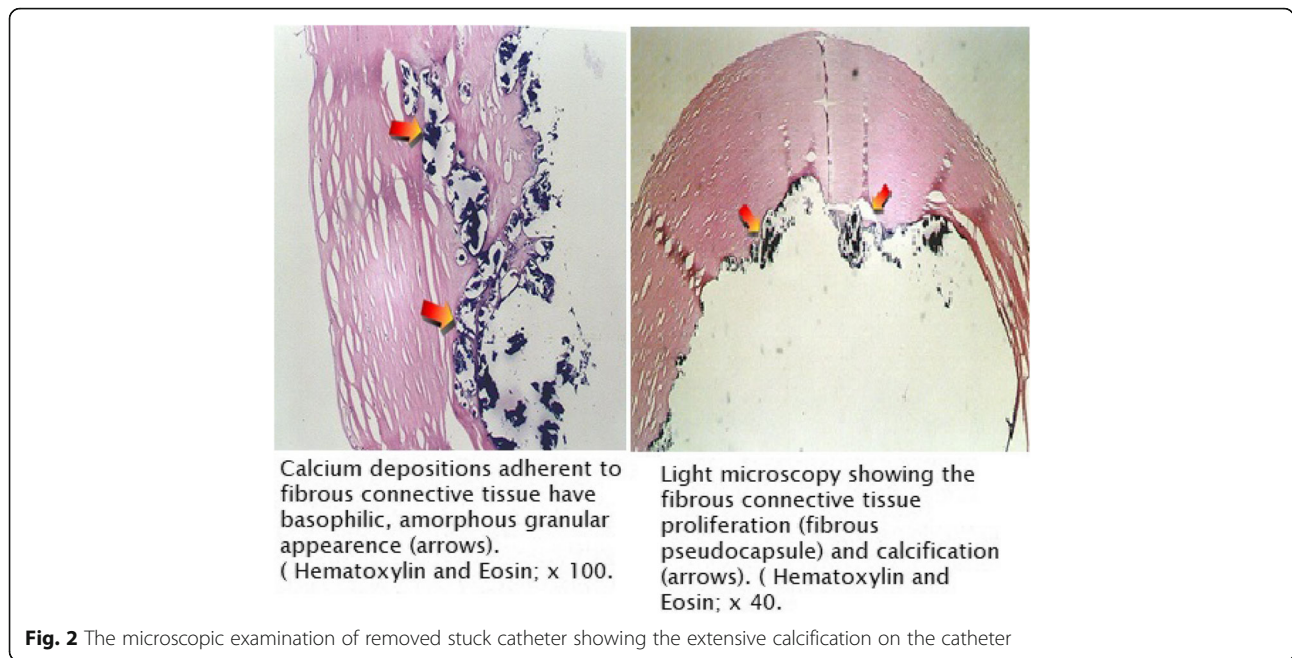 Calcium depositions adherent to
fibrous connective tissue have
basophilic, amorphous granular
appearence (arrows).
( Hematoxylin and Eosin; x 100.
Light microscopy showing the
fibrous connective tissue
proliferation (fibrous
pseudocapsule) and calcification
(arrows). ( Hematoxylin and
Eosin; x 40.
Fig. 2 The microscopic examination of removed stuck catheter showing the extensive calcification on the catheter